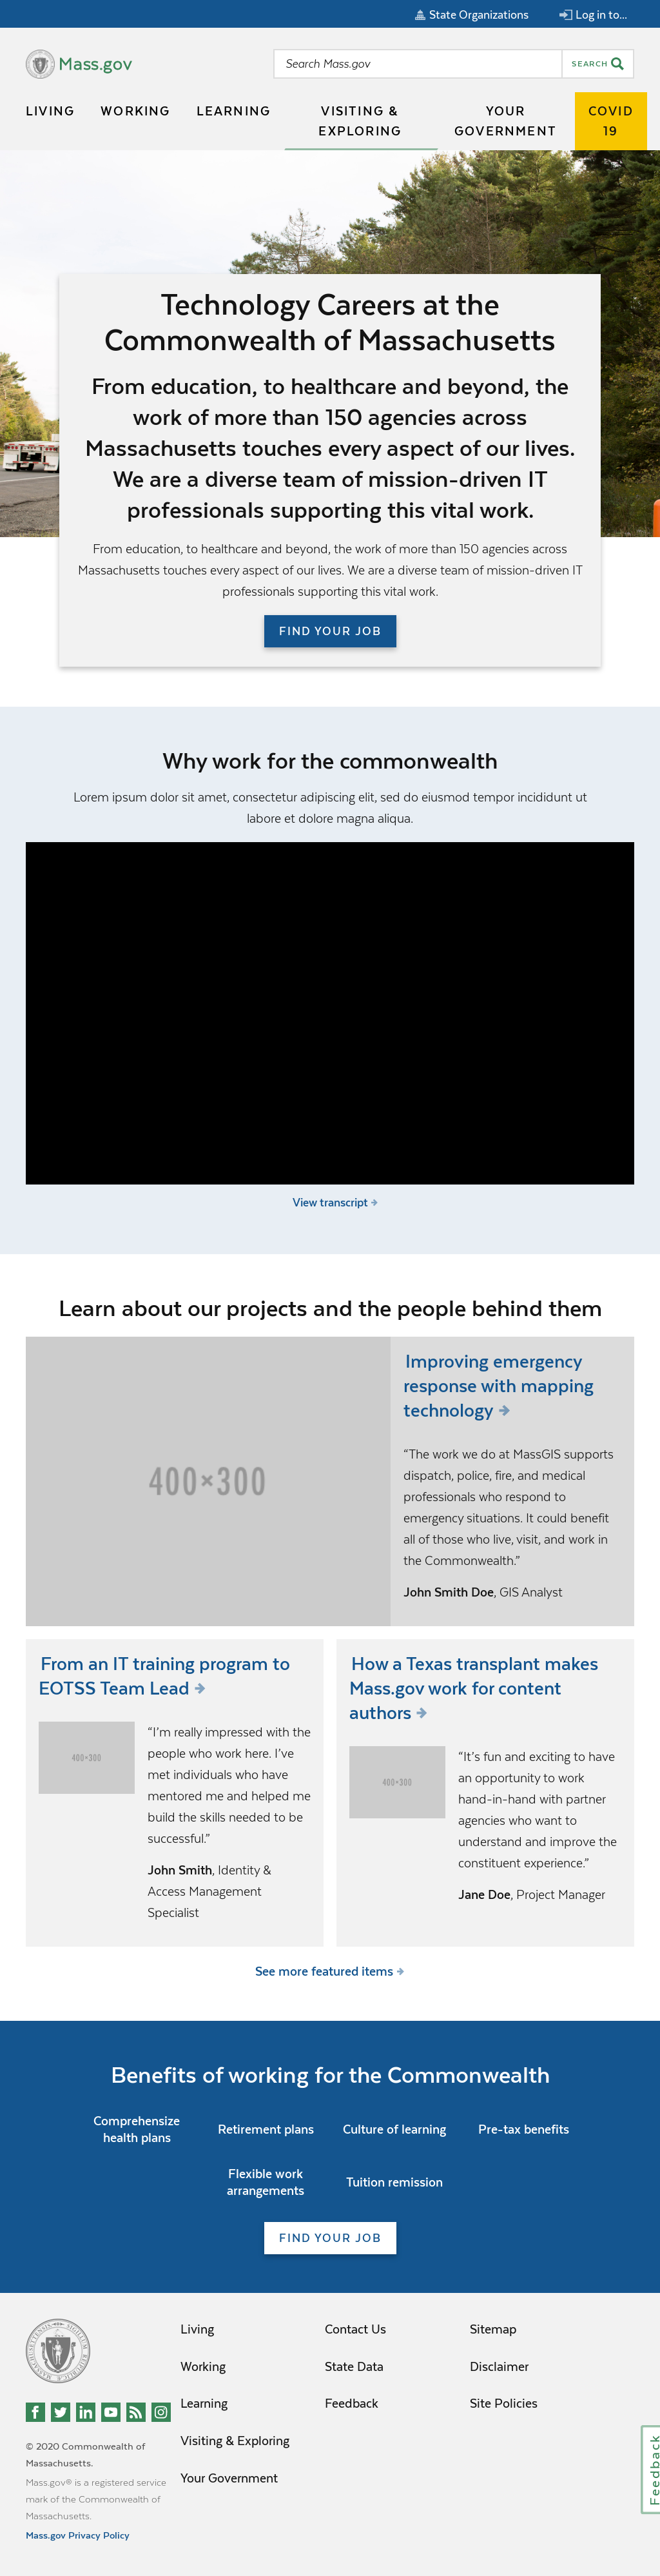 State Organizations
Log in to...
Mass.gov
Search Mass.gov
SEARCH
LIVING
WORKING
LEARNING
VISITING &
EXPLORING
YOUR
GOVERNMENT
COVID
19
Technology Careers at the
Commonwealth of Massachusetts
From education, to healthcare and beyond, the
work of more than 150 agencies across
Massachusetts touches every aspect of our lives.
We are a diverse team of mission-driven IT
professionals supporting this vital work.
From education, to healthcare and beyond, the work of more than 150 agencies across
Massachusetts touches every aspect of our lives. We are a diverse team of mission-driven IT
professionals supporting this vital work.
FIND YOUR JOB
Why work for the commonwealth
Lorem ipsum dolor sit amet, consectetur adipiscing elit, sed do eiusmod tempor incididunt ut
labore et dolore magna aliqua.
View transcript
Learn about our projects and the people behind them
400×300
Improving emergency
response with mapping
technology
“The work we do at MassGIS supports
dispatch, police, fire, and medical
professionals who respond to
emergency situations. It could benefit
all of those who live, visit, and work in
the Commonwealth.”
John Smith Doe, GIS Analyst
From an IT training program to
EOTSS Team Lead
400×300
“I’m really impressed with the
people who work here. I’ve
met individuals who have
mentored me and helped me
build the skills needed to be
successful.”
John Smith, Identity &
Access Management
Specialist
How a Texas transplant makes
Mass.gov work for content
authors
400×300
“It’s fun and exciting to have
an opportunity to work
hand-in-hand with partner
agencies who want to
understand and improve the
constituent experience.”
Jane Doe, Project Manager
See more featured items
Benefits of working for the Commonwealth
Comprehensize
health plans
Retirement plans
Culture of learning
Pre-tax benefits
Flexible work
arrangements
Tuition remission
FIND YOUR JOB
Living
Working
Learning
Visiting & Exploring
Your Government
Contact Us
State Data
Feedback
Sitemap
Disclaimer
Site Policies
© 2020 Commonwealth of
Massachusetts.
Mass.gov® is a registered service
mark of the Commonwealth of
Massachusetts.
Mass.gov Privacy Policy
Feedback